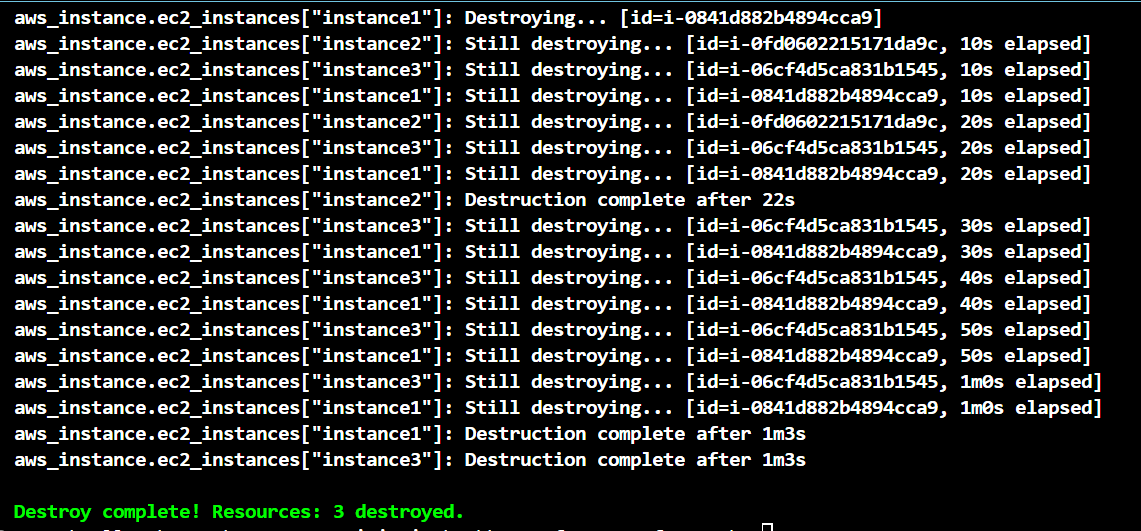 aws_instance.ec2_instances["instance1"]: Destroying... [id=i-0841d882b4894cca9]
aws_instance.ec2_instances["instance2"]: Still destroying... [id=i-0fd0602215171da9c, 10s elapsed]
aws_instance.ec2_instances["instance3"]: Still destroying... [id=i-06cf4d5ca831b1545, 10s elapsed]
aws_instance.ec2_instances["instance1"]: Still destroying... [id=i-0841d882b4894cca9, 10s elapsed]
aws_instance.ec2_instances["instance2"]: Still destroying... [id=i-0fd0602215171da9c, 20s elapsed]
aws_instance.ec2_instances["instance3"]: Still destroying... [id=i-06cf4d5ca831b1545, 20s elapsed]
aws_instance.ec2_instances["instance1"]: Still destroying... [id=i-0841d882b4894cca9, 20s elapsed]
aws_instance.ec2_instances["instance2"]: Destruction complete after 22s
aws_instance.ec2_instances["instance3"]: Still destroying... [id=i-06cf4d5ca831b1545, 30s elapsed]
aws_instance.ec2_instances["instance1"]: Still destroying... [id=i-0841d882b4894cca9, 30s elapsed]
aws_instance.ec2_instances["instance3"]: Still destroying... [id=i-06cf4d5ca831b1545, 40s elapsed]
aws_instance.ec2_instances["instance1"]: Still destroying... [id=i-0841d882b4894cca9, 40s elapsed]
aws_instance.ec2_instances["instance3"]: Still destroying... [id=i-06cf4d5ca831b1545, 50s elapsed]
aws_instance.ec2_instances["instance1"]: Still destroying... [id=i-0841d882b4894cca9, 50s elapsed]
aws_instance.ec2_instances["instance3"]: Still destroying... [id=i-06cf4d5ca831b1545, 1m0s elapsed]
aws_instance.ec2_instances["instance1"]: Still destroying... [id=i-0841d882b4894cca9, 1m0s elapsed]
aws_instance.ec2_instances["instance1"]: Destruction complete after 1m3s
aws_instance.ec2_instances["instance3"]: Destruction complete after 1m3s
Destroy complete! Resources: 3 destroyed.